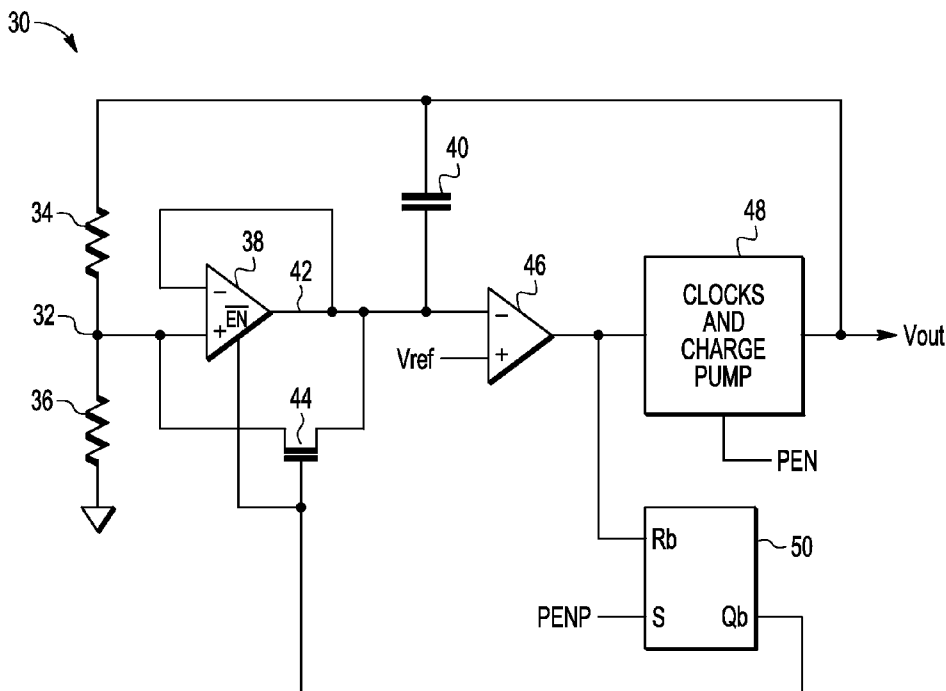 30
40
34
38
48
42
46
CLOCKS
AND
CHARGE
PUMP
−
EN
+
32
−
+
Vref
Vout
36
44
PEN
Rb
50
PENP
S
Qb